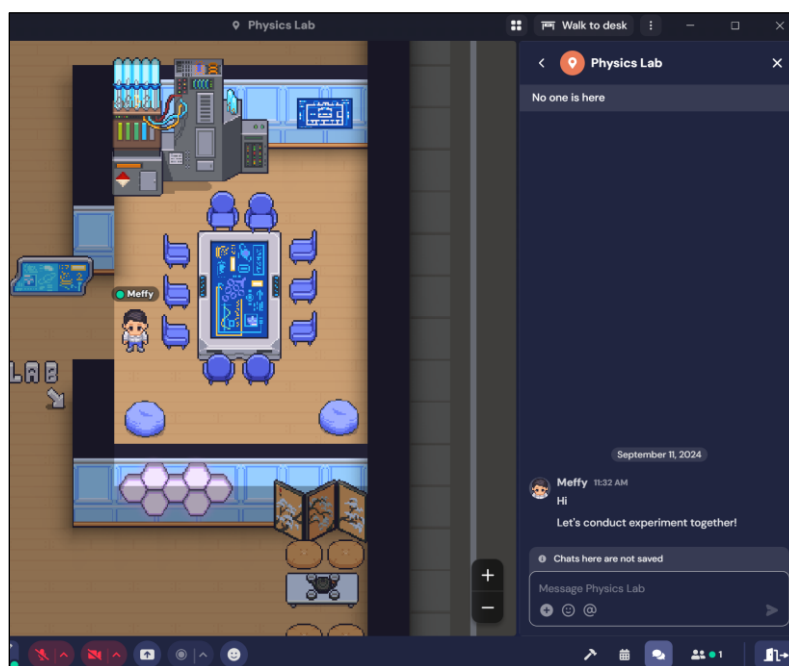 Physics Lab
Walk to desk
Physics Lab
No one is here
Meffy
LAB
September 11, 2024
Meffy 11:32 AM
Hi
Let's conduct experiment together!
Chats here are not saved
Message Physics Lab
1